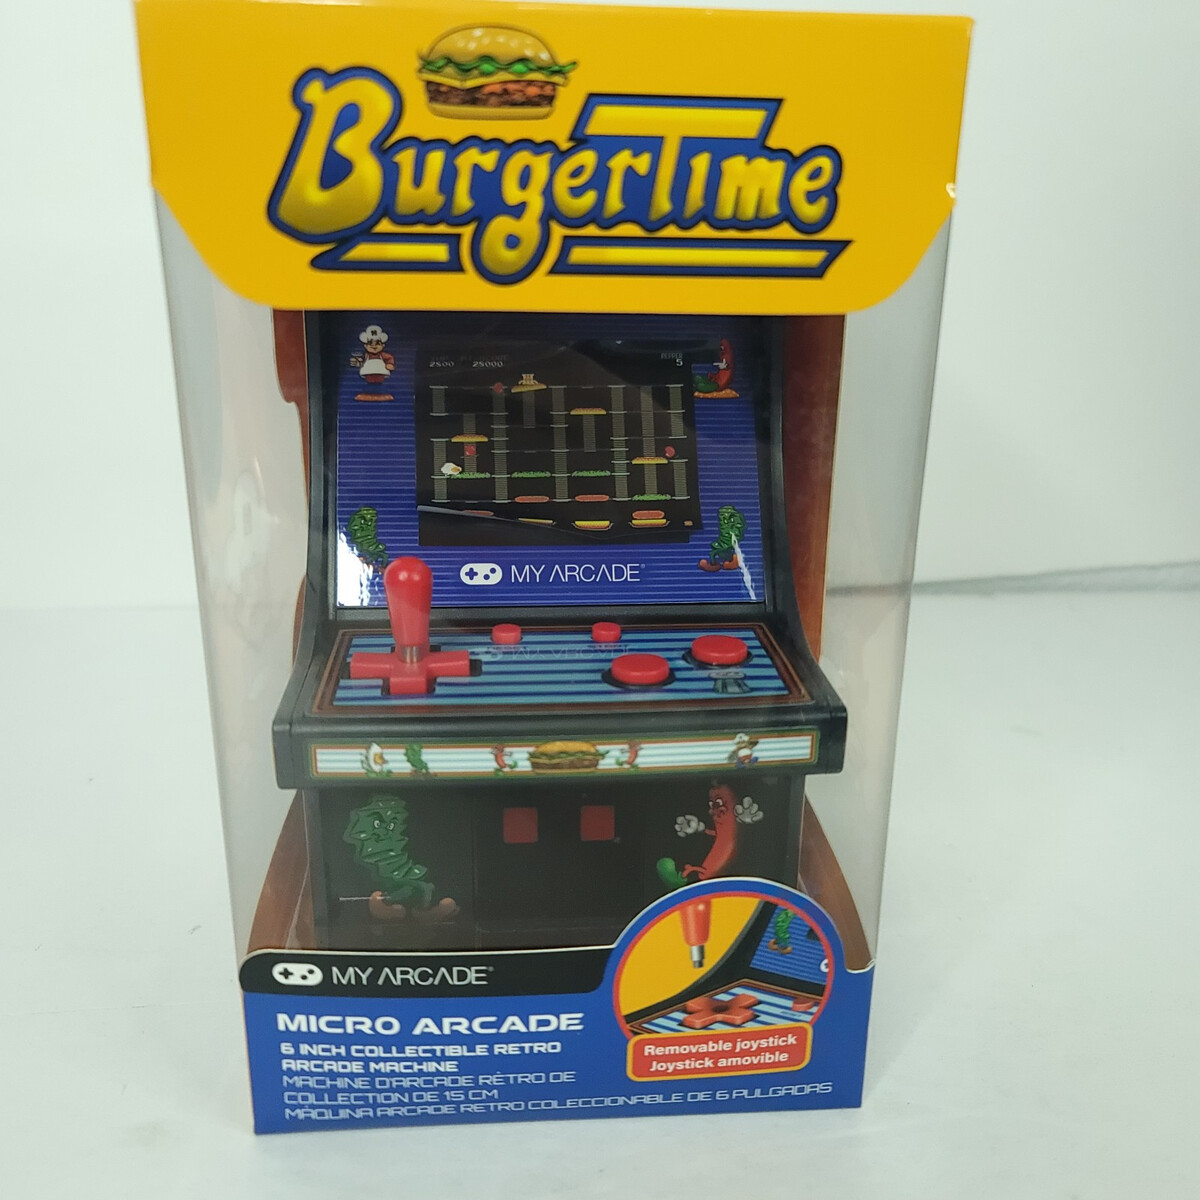 BurgerTime
2500 25000
5
MY ARCADE
MY ARCADE®
MICRO ARCADE
6 INCH COLLECTIBLE RETRO
ARCADE MACHINE
MACHINE D'ARCADE RÉTRO DE
COLLECTION DE 15 CM
MÁQUINA ARCADE RETRO COLECCIONABLE DE 6 PULGADAS
Removable joystick
Joystick amovible